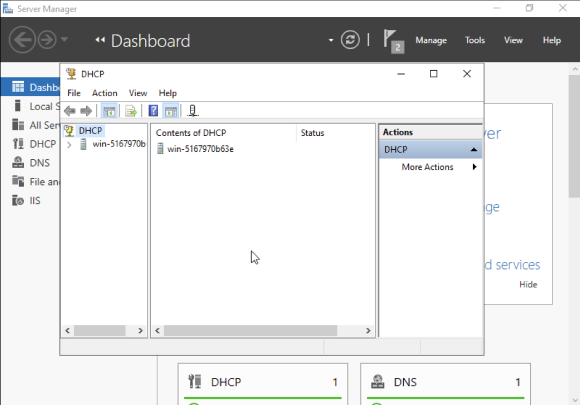 Server Manager
Dashboard
2
Manage
Tools
View
Help
DHCP
File
Action
View
Help
Dashb
Local S
All Serv
DHCP
DNS
File an
IIS
DHCP
win-5167970b
Contents of DHCP
Status
win-5167970b63e
Actions
DHCP
More Actions
ver
ge
d services
Hide
DHCP
1
DNS
1